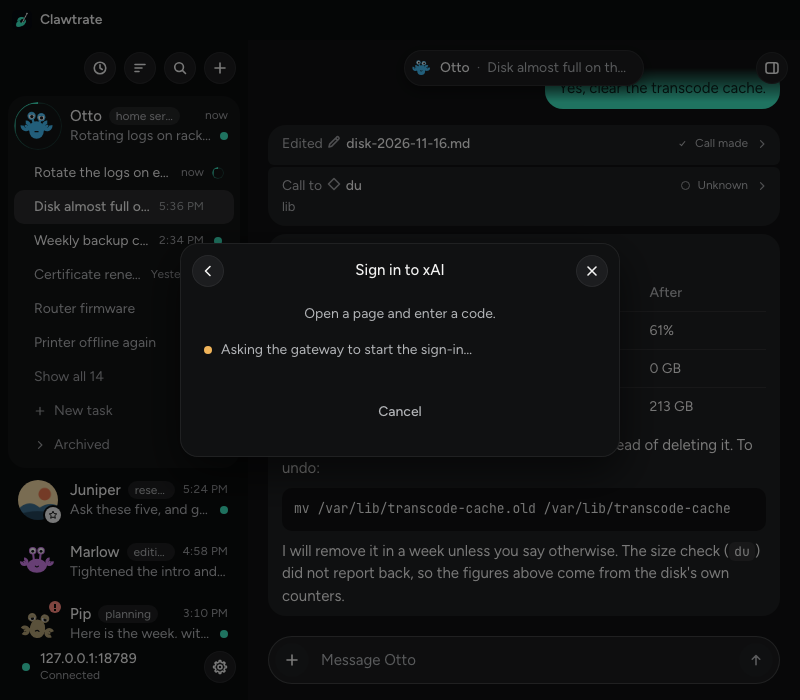 Clawtrate
Otto · Disk almost full on th...
Yes, clear the transcode cache.
Otto home ser... now
Rotating logs on rack...
Rotate the logs on e... now
Disk almost full o... 5:36 PM
Weekly backup c... 2:34 PM
Certificate rene... Yeste
Router firmware
Printer offline again
Show all 14
+ New task
Archived
Juniper rese... 5:24 PM
Ask these five, and g...
Marlow editi... 4:58 PM
Tightened the intro and...
Pip planning 3:10 PM
Here is the week. wit...
127.0.0.1:18789
Connected
Edited disk-2026-11-16.md Call made
Call to du Unknown
lib
After
61%
0 GB
213 GB
Sign in to xAI
Open a page and enter a code.
Asking the gateway to start the sign-in...
Cancel
ead of deleting it. To
undo:
mv /var/lib/transcode-cache.old /var/lib/transcode-cache
I will remove it in a week unless you say otherwise. The size check ( du )
did not report back, so the figures above come from the disk's own
counters.
Message Otto